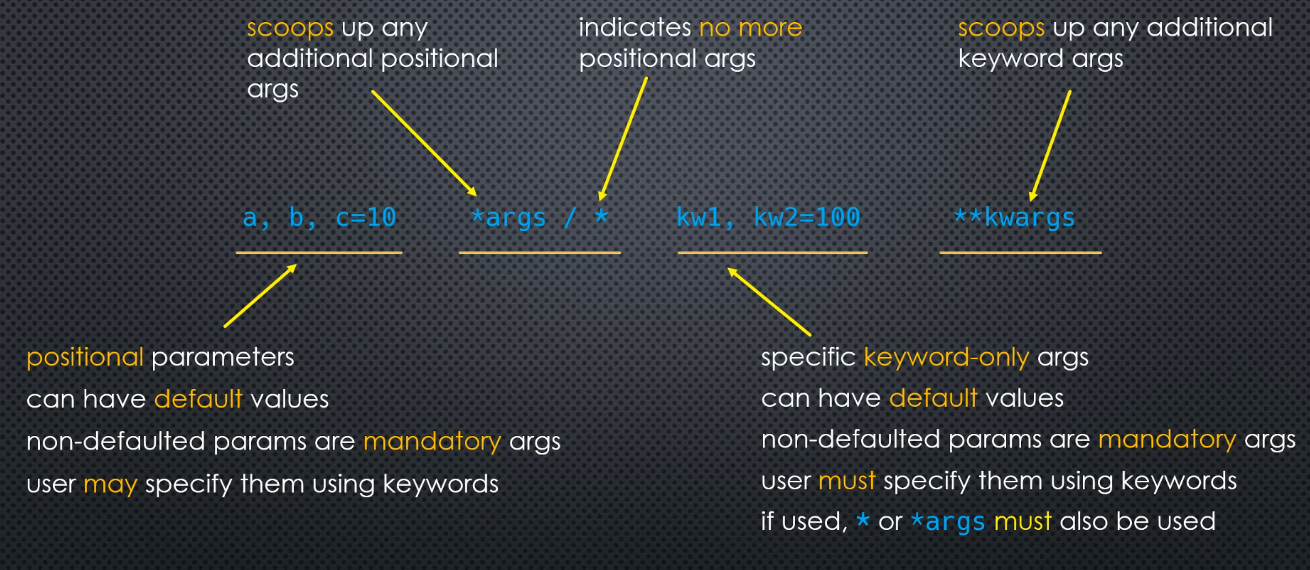 scoops up any
additional positional
args
indicates no more
positional args
scoops up any additional
keyword args
a, b, c=10
*args / *
kw1, kw2=100
**kwargs
positional parameters
can have default values
non-defaulted params are mandatory args
user may specify them using keywords
specific keyword-only args
can have default values
non-defaulted params are mandatory args
user must specify them using keywords
if used, * or *args must also be used